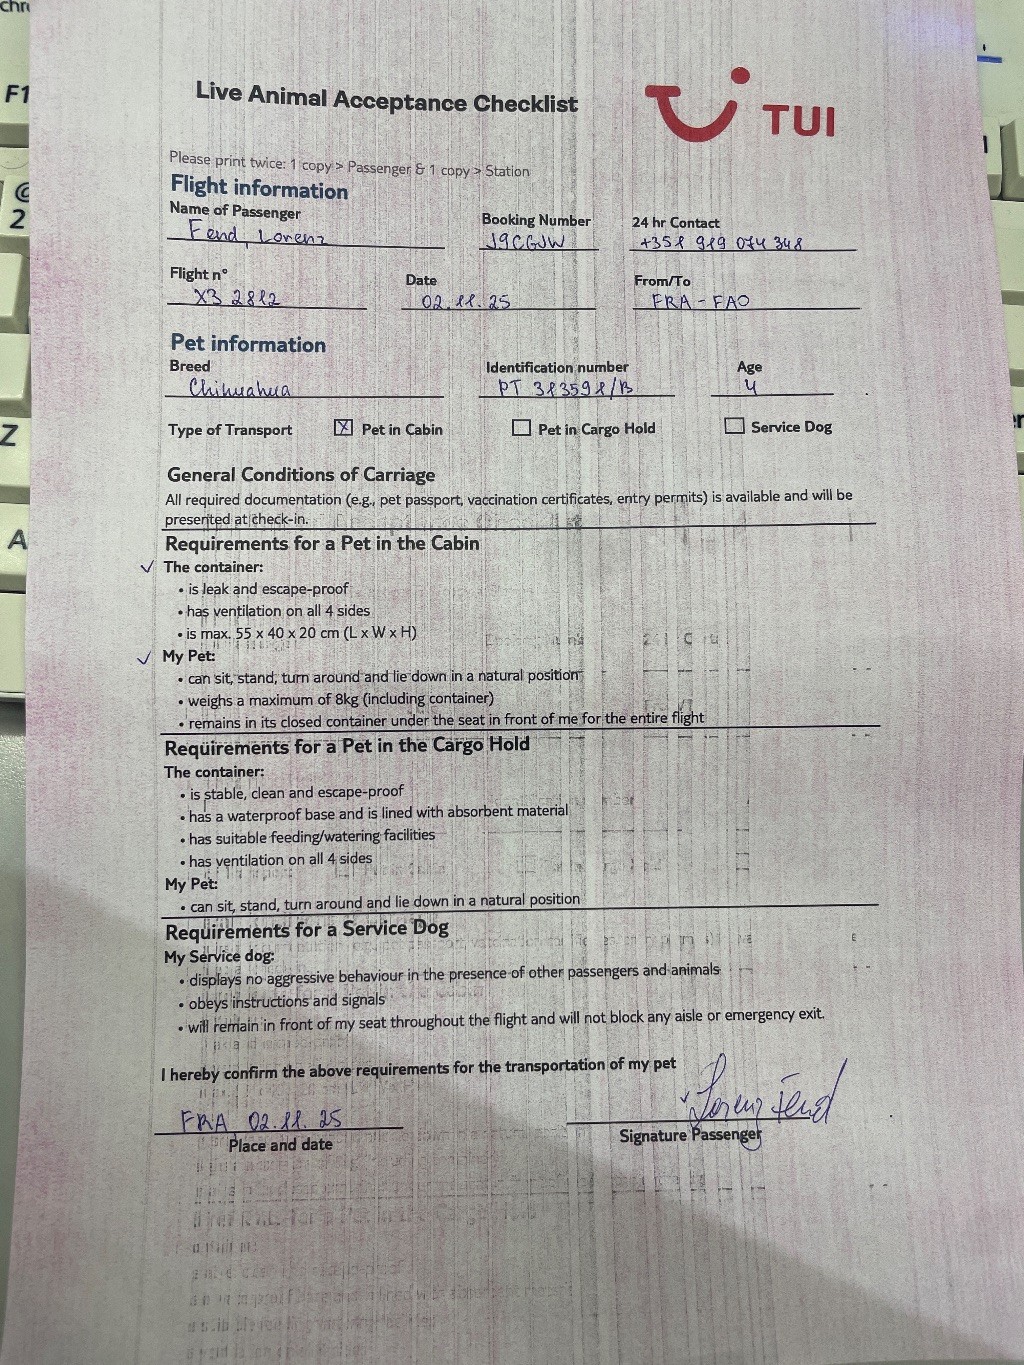 F1
@
2
Z
A
Live Animal Acceptance Checklist
TUI
Please print twice: 1 copy > Passenger & 1 copy > Station
Flight information
Name of Passenger Booking Number 24 hr Contact
Fend, Lorenz J9CGJW +351 919 074 348
Flight n° Date From/To
X3 2812 02.11.25 FRA - FAO
Pet information
Breed Identification number Age
Chihuahua PT 313591/B 4
Type of Transport X Pet in Cabin Pet in Cargo Hold Service Dog
General Conditions of Carriage
All required documentation (e.g., pet passport, vaccination certificates, entry permits) is available and will be
presented at check-in.
Requirements for a Pet in the Cabin
✓ The container:
• is leak and escape-proof
• has ventilation on all 4 sides
• is max. 55 x 40 x 20 cm (L x W x H)
✓ My Pet:
• can sit, stand, turn around and lie down in a natural position
• weighs a maximum of 8kg (including container)
• remains in its closed container under the seat in front of me for the entire flight
Requirements for a Pet in the Cargo Hold
The container:
• is stable, clean and escape-proof
• has a waterproof base and is lined with absorbent material
• has suitable feeding/watering facilities
• has ventilation on all 4 sides
My Pet:
• can sit, stand, turn around and lie down in a natural position
Requirements for a Service Dog
My Service dog:
• displays no aggressive behaviour in the presence of other passengers and animals
• obeys instructions and signals
• will remain in front of my seat throughout the flight and will not block any aisle or emergency exit.
I hereby confirm the above requirements for the transportation of my pet
FRA 02.11.25 Lorenz Fend
Place and date Signature Passenger